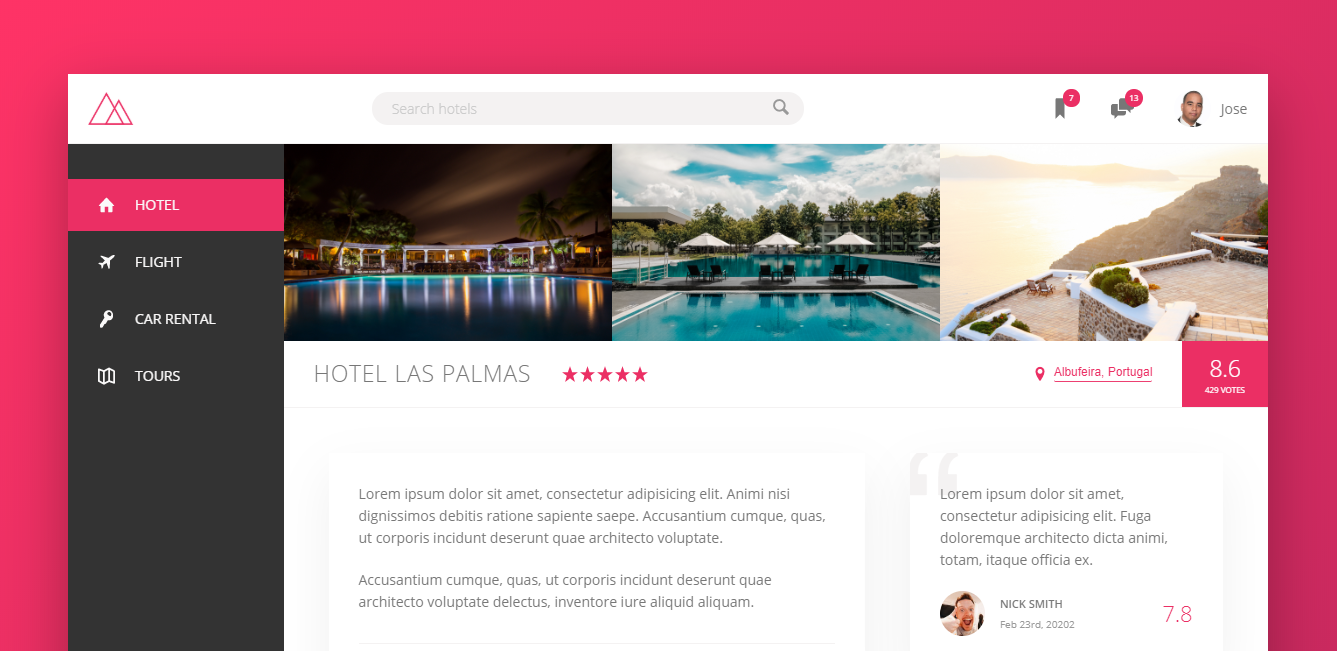 Search hotels
7
13
Jose
HOTEL
FLIGHT
CAR RENTAL
TOURS
HOTEL LAS PALMAS
Albufeira, Portugal
8.6
429 VOTES
Lorem ipsum dolor sit amet, consectetur adipisicing elit. Animi nisi
dignissimos debitis ratione sapiente saepe. Accusantium cumque, quas,
ut corporis incidunt deserunt quae architecto voluptate.
Accusantium cumque, quas, ut corporis incidunt deserunt quae
architecto voluptate delectus, inventore iure aliquid aliquam.
“
Lorem ipsum dolor sit amet,
consectetur adipisicing elit. Fuga
doloremque architecto dicta animi,
totam, itaque officia ex.
NICK SMITH
Feb 23rd, 20202
7.8